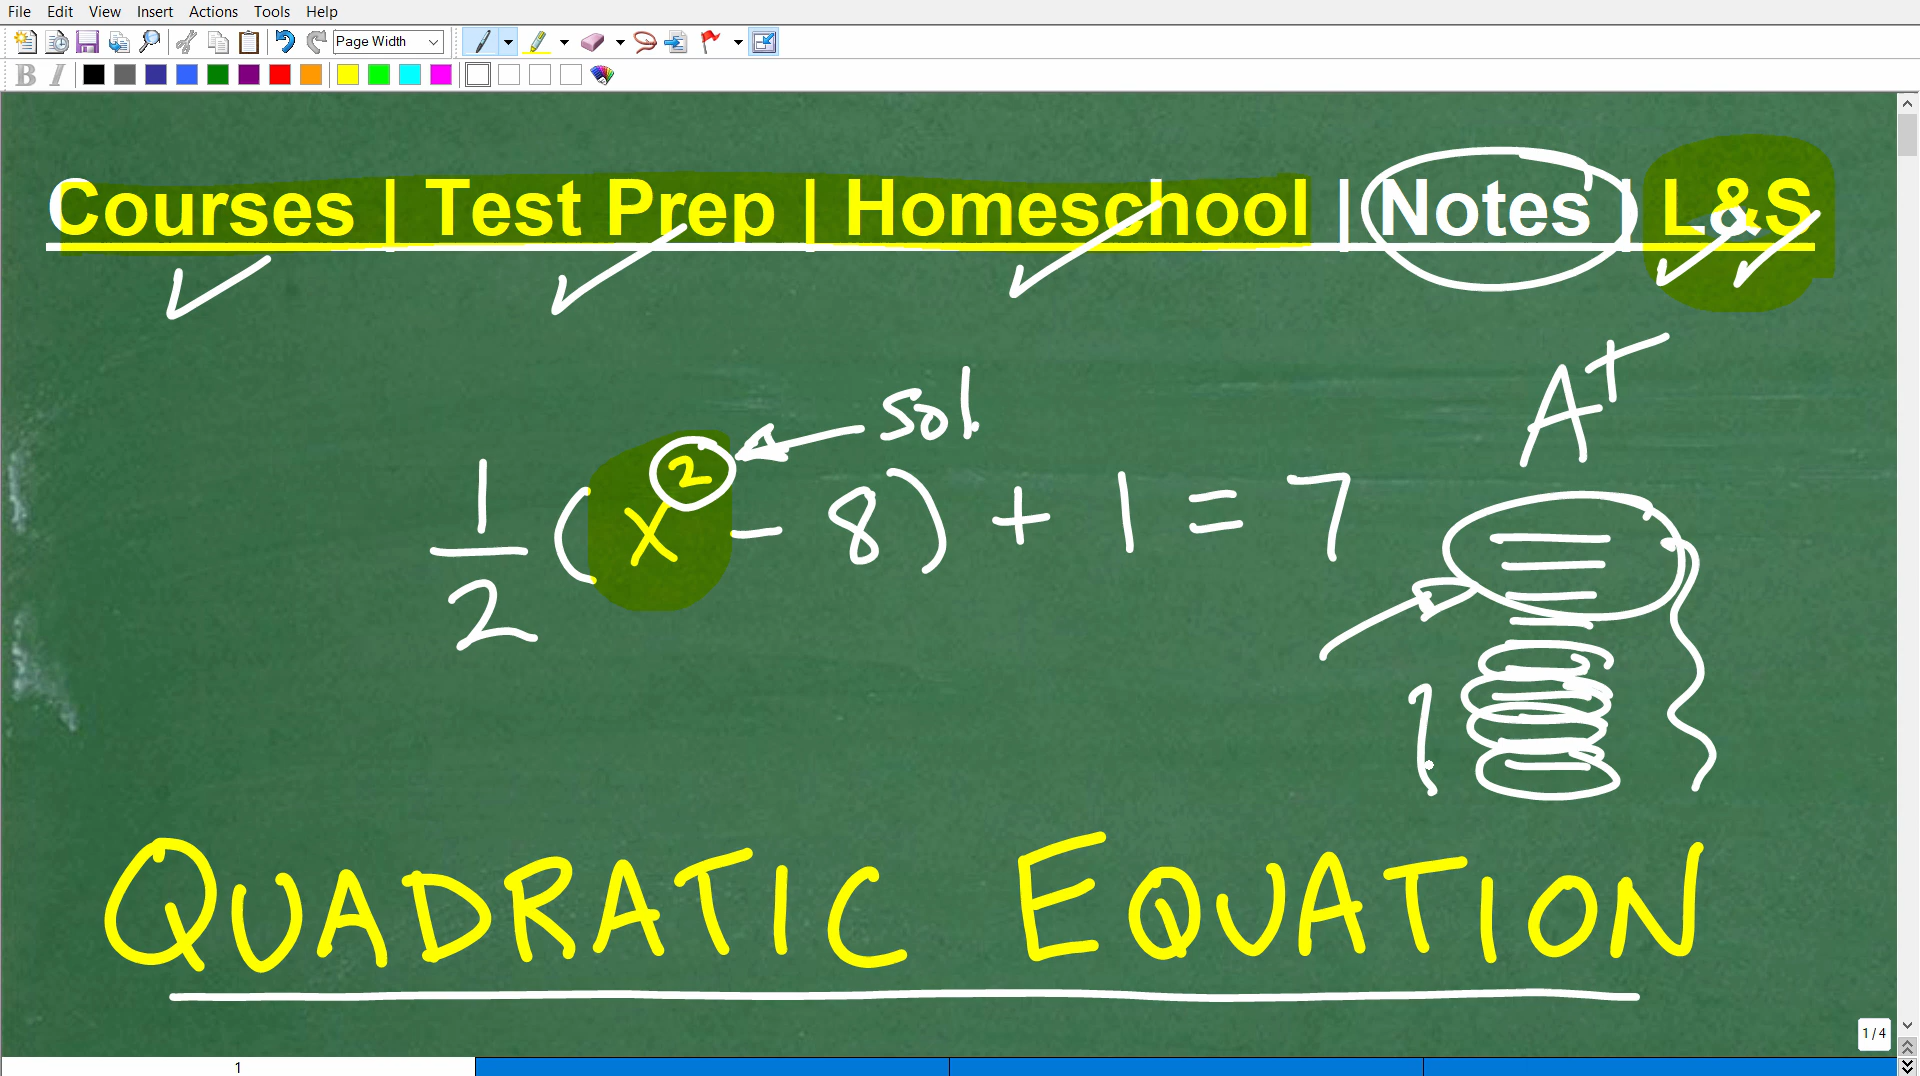 File Edit View Insert Actions Tools Help
Page Width
B I
Courses | Test Prep | Homeschool | Notes | L&S
A+
sol.
1/2 (x² - 8) + 1 = 7
QUADRATIC EQUATION
1 / 4
1